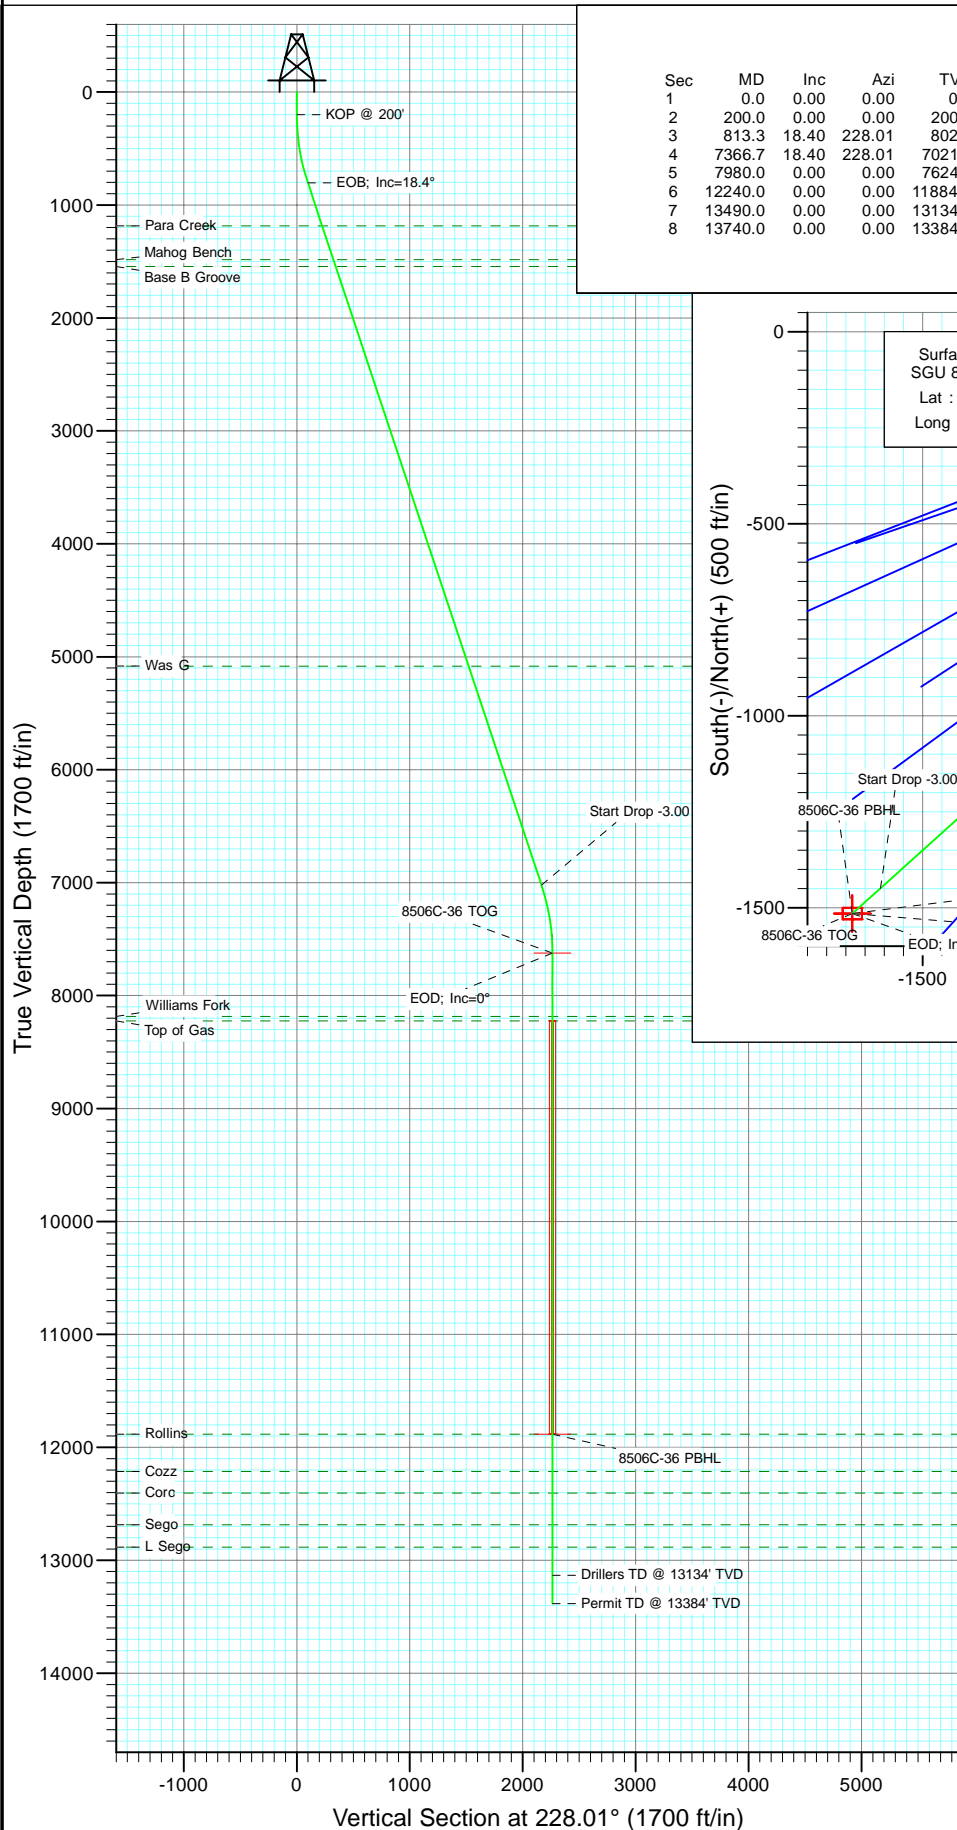 Sec MD Inc Azi TV
1 0.0 0.00 0.00 0
2 200.0 0.00 0.00 200
3 813.3 18.40 228.01 802
4 7366.7 18.40 228.01 7021
5 7980.0 0.00 0.00 7624
6 12240.0 0.00 0.00 11884
7 13490.0 0.00 0.00 13134
8 13740.0 0.00 0.00 13384
0
KOP @ 200'
EOB; Inc=18.4°
1000
Para Creek
Mahog Bench
Base B Groove
2000
3000
4000
5000
Was G
6000
Start Drop -3.00
7000
8506C-36 TOG
8000
EOD; Inc=0°
Williams Fork
Top of Gas
9000
10000
11000
Rollins
12000
8506C-36 PBHL
Cozz
Corc
Sego
L Sego
13000
Drillers TD @ 13134' TVD
Permit TD @ 13384' TVD
14000
True Vertical Depth (1700 ft/in)
-1000 0 1000 2000 3000 4000 5000
Vertical Section at 228.01° (1700 ft/in)
0
Surfa
SGU 8
Lat :
Long
-500
-1000
South(-)/North(+) (500 ft/in)
Start Drop -3.00
8506C-36 PBHL
-1500
8506C-36 TOG
EOD; In
-1500